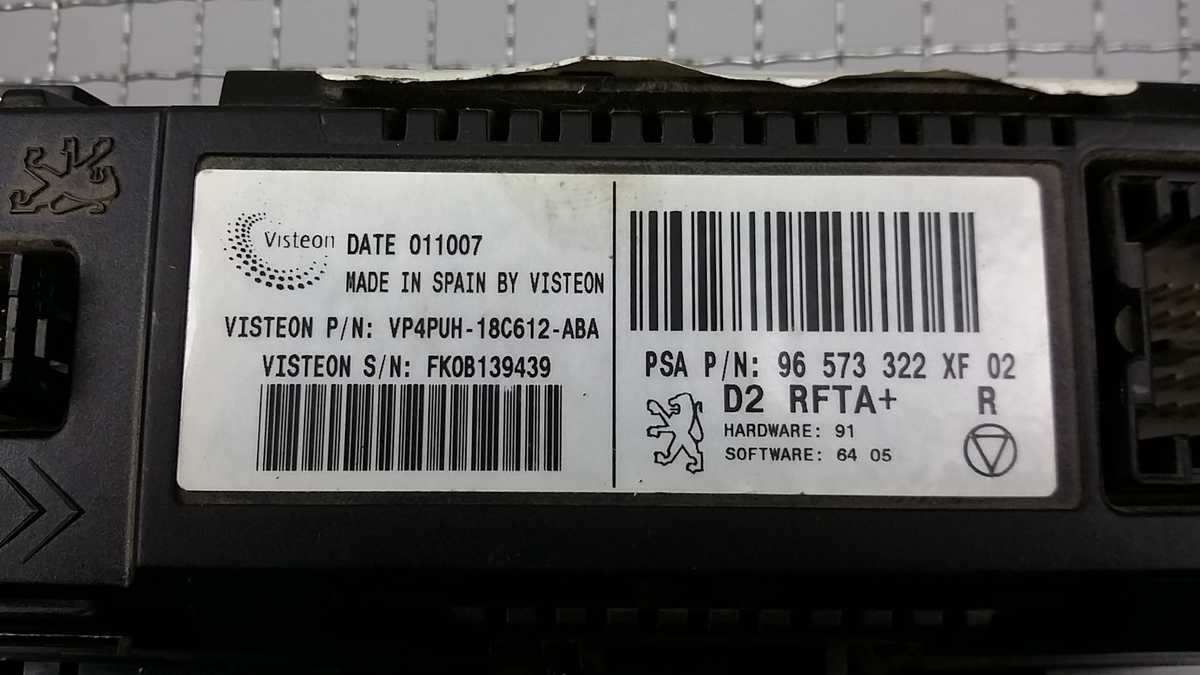 Visteon DATE 011007
MADE IN SPAIN BY VISTEON
VISTEON P/N: VP4PUH-18C612-ABA
VISTEON S/N: FK0B139439
PSA P/N: 96 573 322 XF 02
D2 RFTA+ R
HARDWARE: 91
SOFTWARE: 64 05